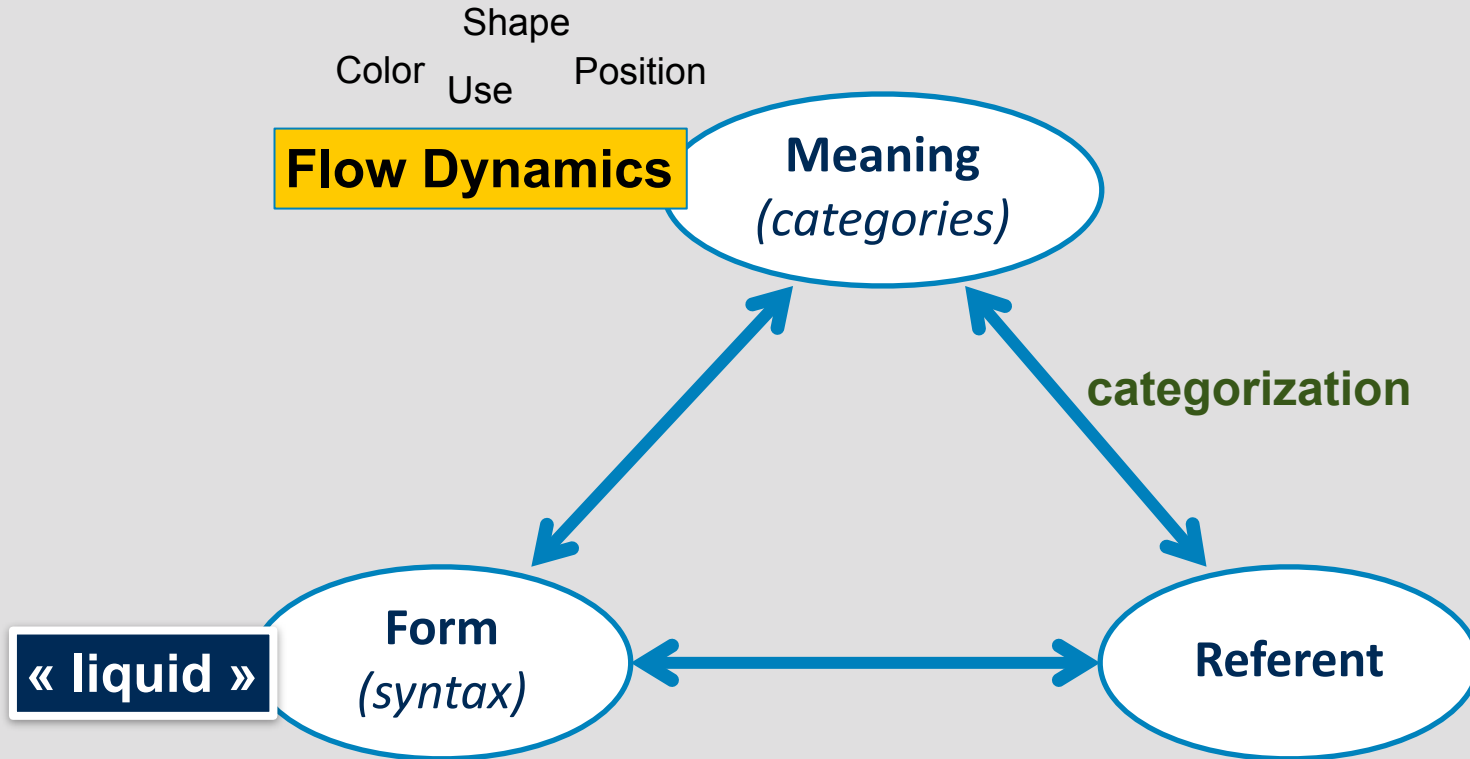 Shape
Color
Use
Position
Flow Dynamics
Meaning
(categories)
categorization
« liquid »
Form
(syntax)
Referent